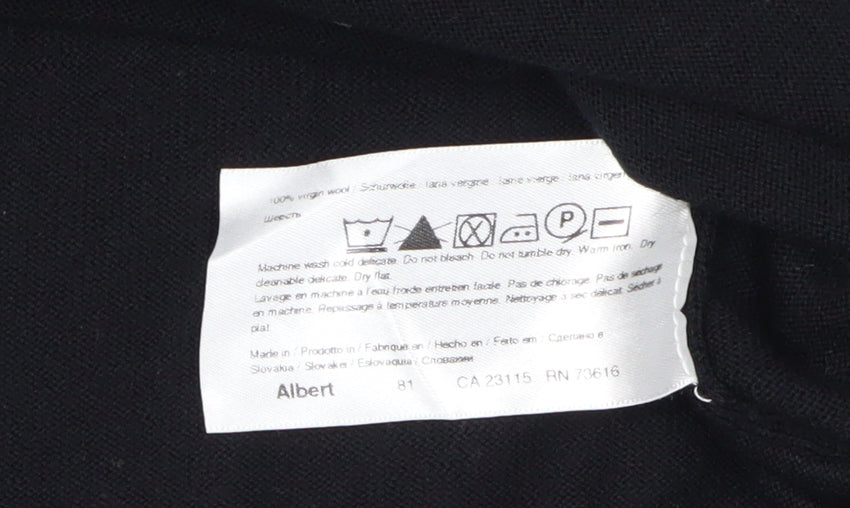 100% virgin wool / Schurwolle / lana vergine / laine vierge / lana virgen
шерсть
P
Machine wash cold delicate. Do not bleach. Do not tumble dry. Warm iron. Dry
cleanable delicate. Dry flat.
Lavage en machine à l'eau froide entretien facile. Pas de chlorage. Pas de sechage
en machine. Repassage à température moyenne. Nettoyage a sec delicat. Sécher à
plat
Made in / Prodotto in / Fabriqué en / Hecho en / Feito em / Сделано в
Slovakia / Slovakei / Eslovaquia / Словакии
Albert 81 CA 23115 RN 73616